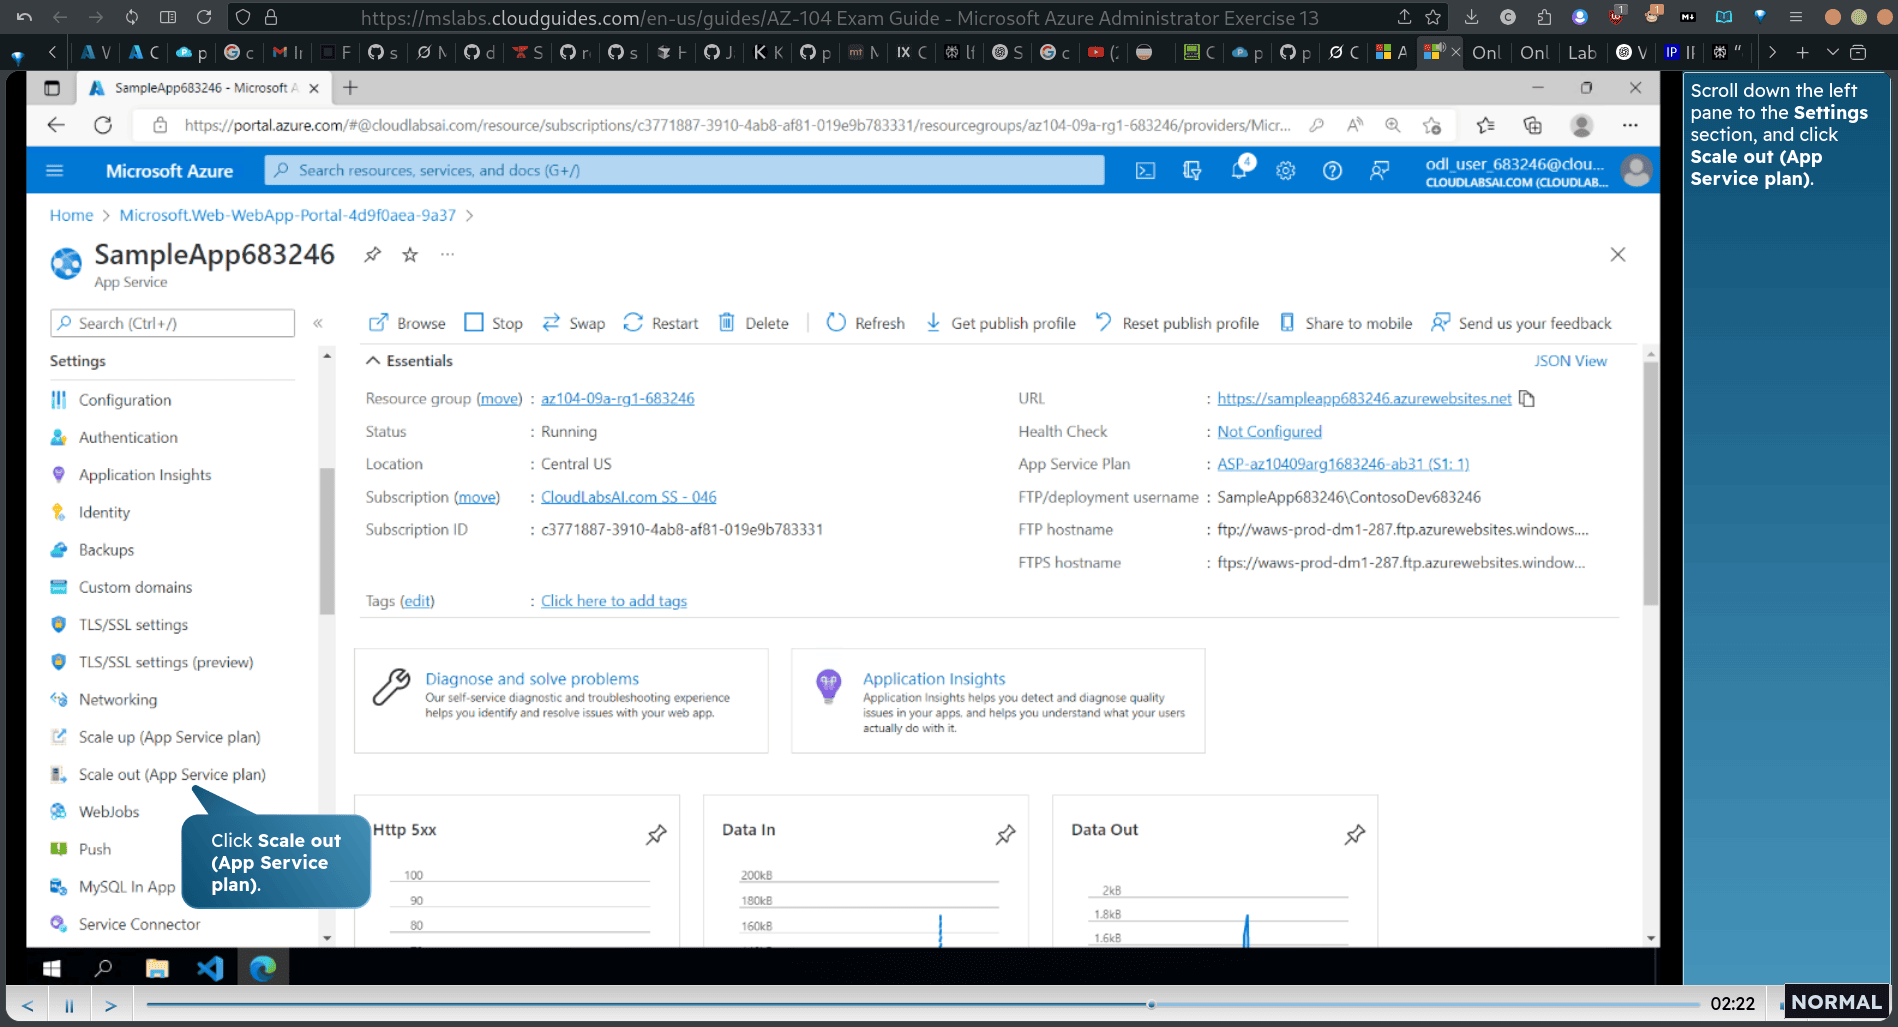 https://mslabs.cloudguides.com/en-us/guides/AZ-104 Exam Guide - Microsoft Azure Administrator Exercise 13
SampleApp683246 - Microsoft A
https://portal.azure.com/#@cloudlabsai.com/resource/subscriptions/c3771887-3910-4ab8-af81-019e9b783331/resourcegroups/az104-09a-rg1-683246/providers/Micr...
Microsoft Azure
Search resources, services, and docs (G+/)
4
odl_user_683246@clou...
CLOUDLABSAI.COM (CLOUDLAB...
Home > Microsoft.Web-WebApp-Portal-4d9f0aea-9a37 >
SampleApp683246
App Service
Search (Ctrl+/)
Browse Stop Swap Restart Delete Refresh Get publish profile Reset publish profile Share to mobile Send us your feedback
Settings
Configuration
Authentication
Application Insights
Identity
Backups
Custom domains
TLS/SSL settings
TLS/SSL settings (preview)
Networking
Scale up (App Service plan)
Scale out (App Service plan)
WebJobs
Push
MySQL In App
Service Connector
Click Scale out
(App Service
plan).
Essentials
JSON View
Resource group (move) : az104-09a-rg1-683246
Status : Running
Location : Central US
Subscription (move) : CloudLabsAI.com SS - 046
Subscription ID : c3771887-3910-4ab8-af81-019e9b783331
URL : https://sampleapp683246.azurewebsites.net
Health Check : Not Configured
App Service Plan : ASP-az10409arg1683246-ab31 (S1: 1)
FTP/deployment username : SampleApp683246\ContosoDev683246
FTP hostname : ftp://waws-prod-dm1-287.ftp.azurewebsites.windows....
FTPS hostname : ftps://waws-prod-dm1-287.ftp.azurewebsites.window...
Tags (edit) : Click here to add tags
Diagnose and solve problems
Our self-service diagnostic and troubleshooting experience
helps you identify and resolve issues with your web app.
Application Insights
Application Insights helps you detect and diagnose quality
issues in your apps, and helps you understand what your users
actually do with it.
Http 5xx
100
90
80
Data In
200kB
180kB
160kB
Data Out
2kB
1.8kB
1.6kB
Scroll down the left
pane to the Settings
section, and click
Scale out (App
Service plan).
02:22
NORMAL